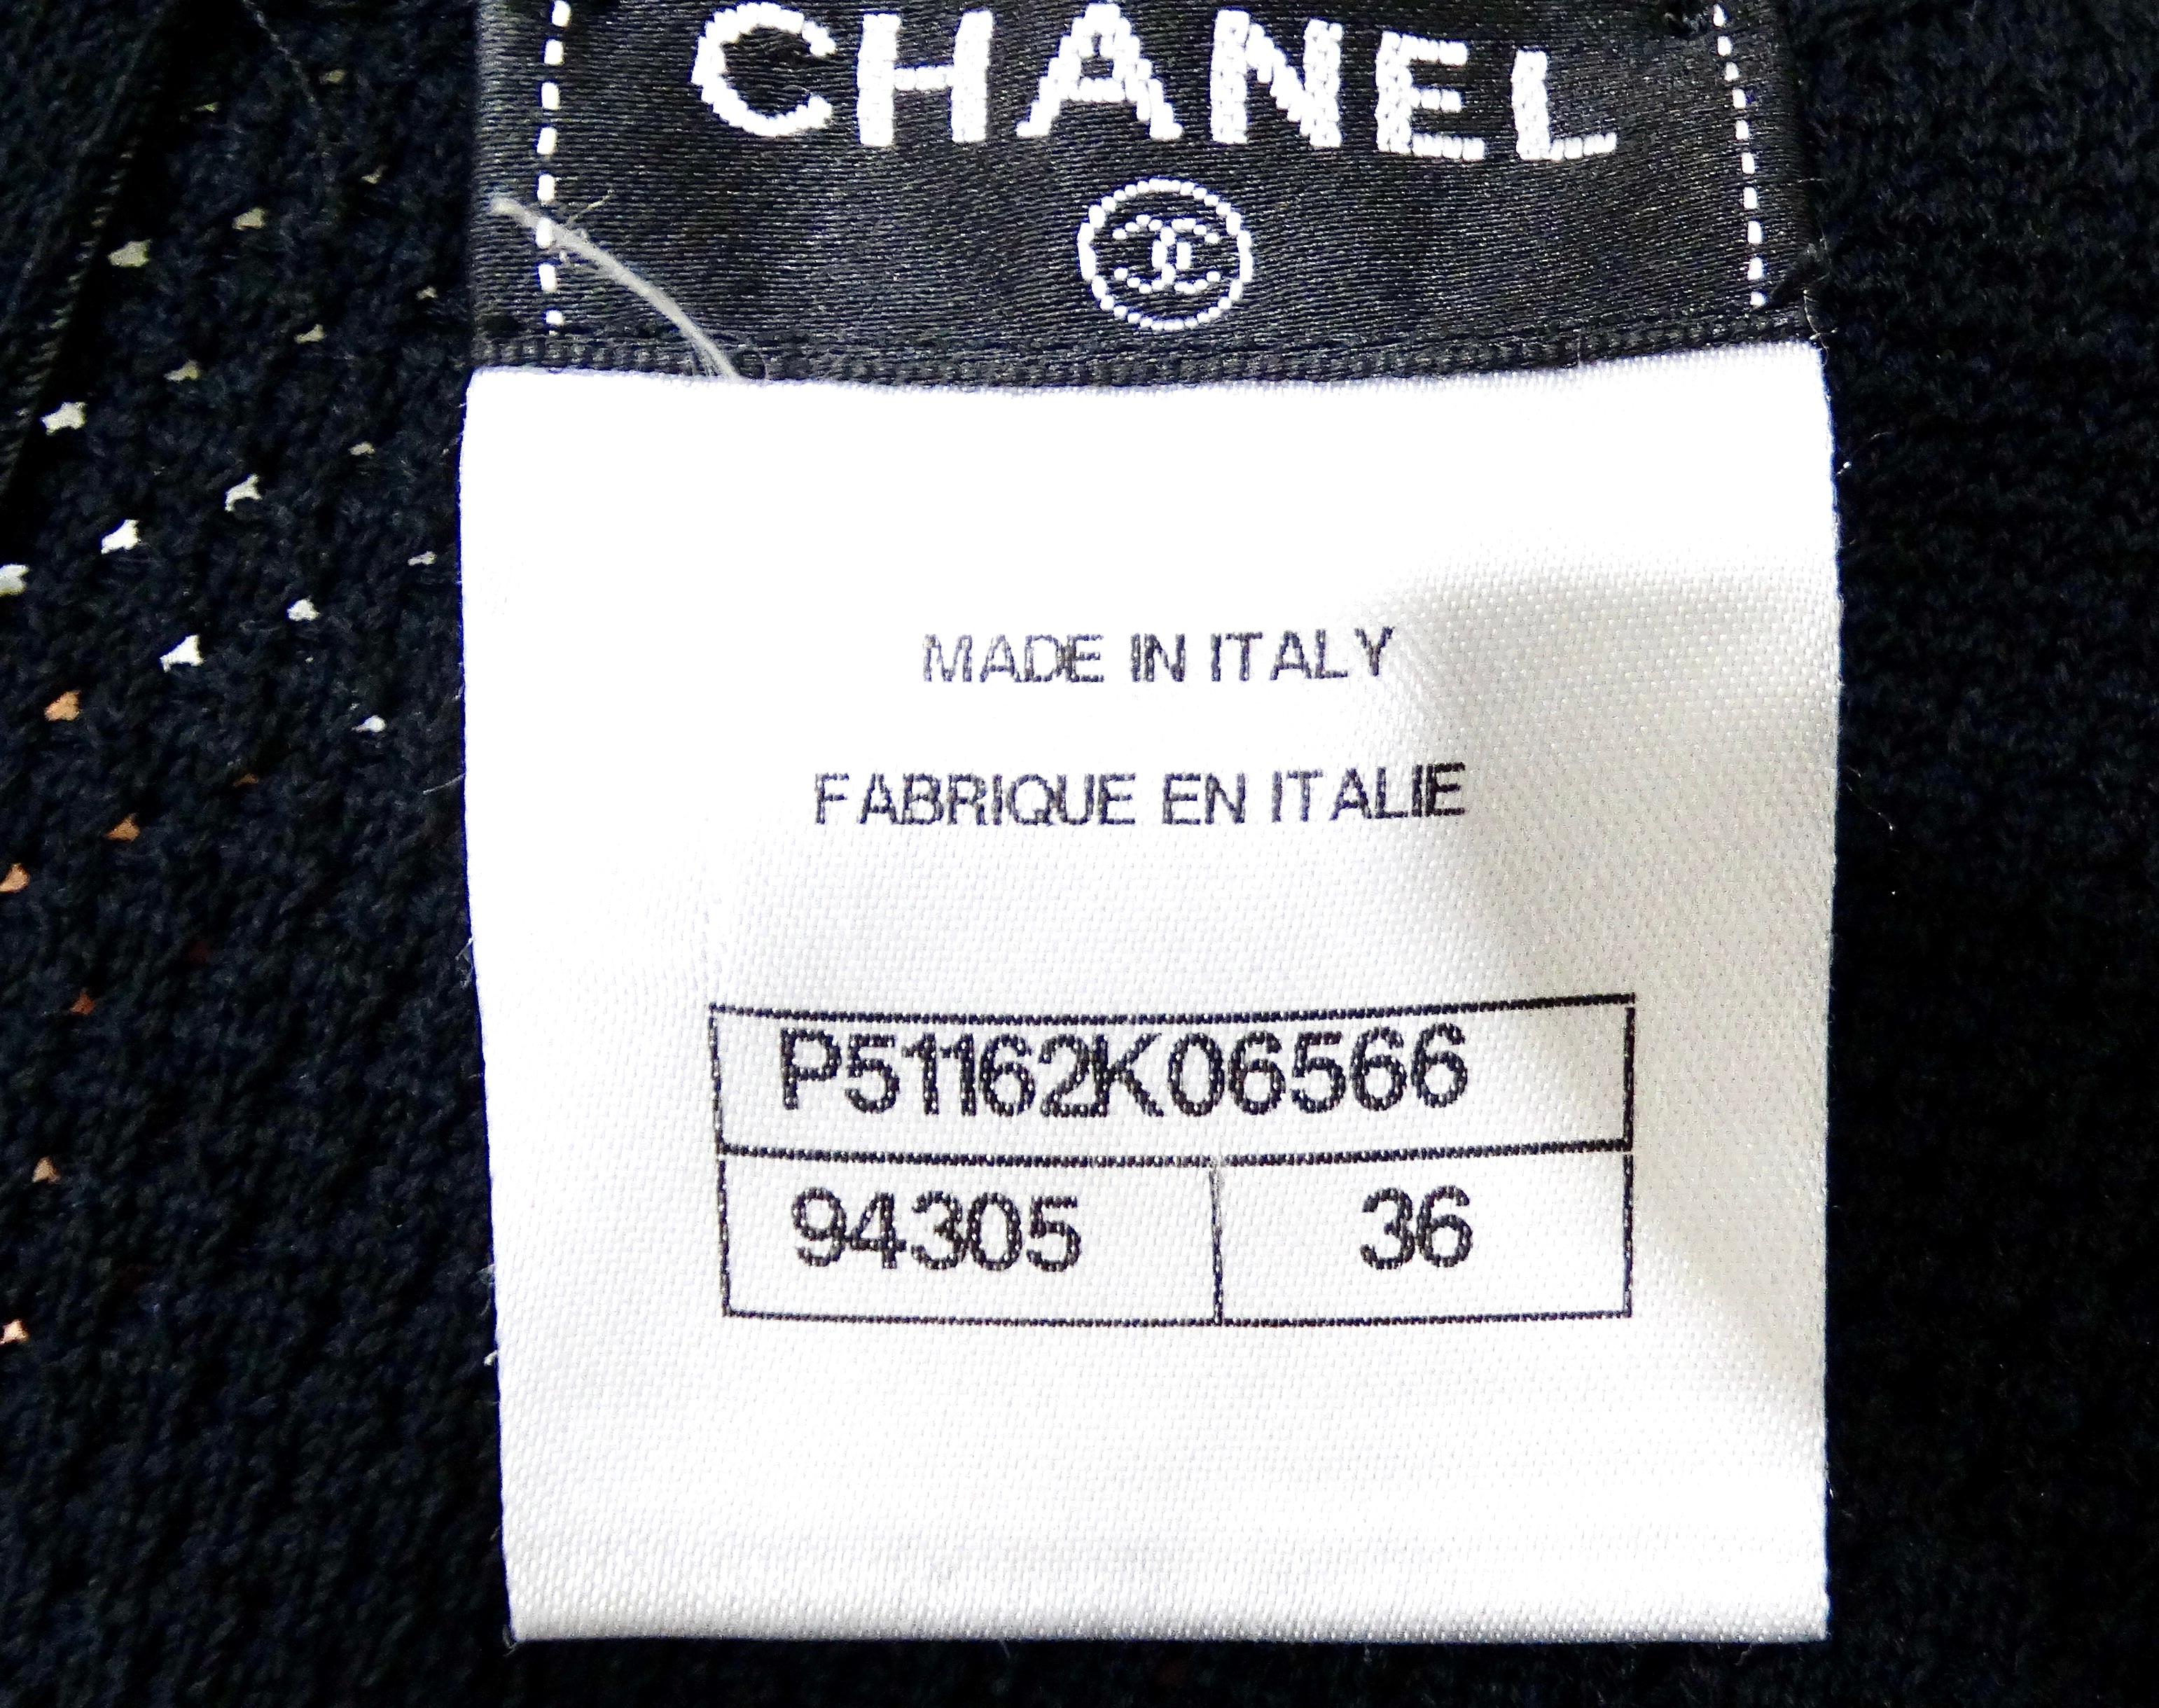 CHANEL
MADE IN ITALY
FABRIQUE EN ITALIE
P51162K06566
94305 36